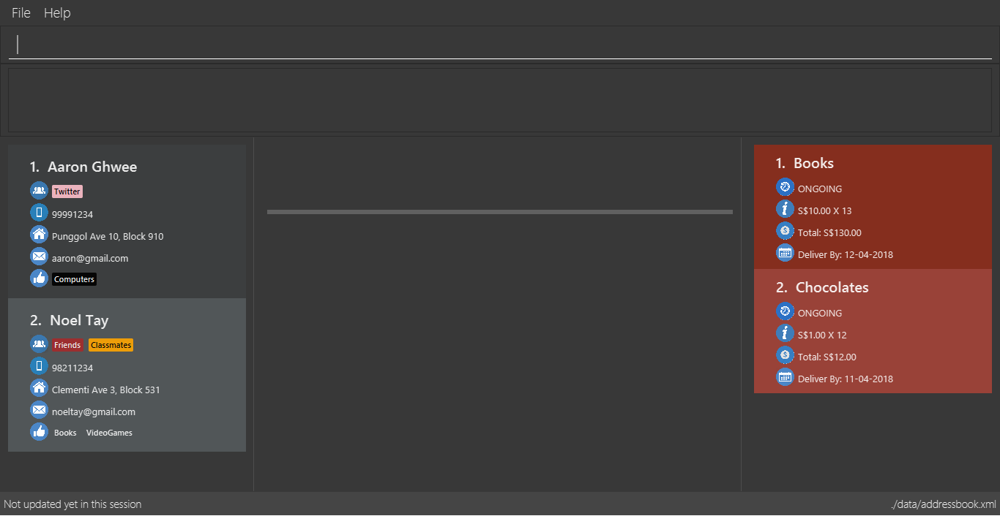 File Help
1. Aaron Ghwee
Twitter
99991234
Punggol Ave 10, Block 910
aaron@gmail.com
Computers
2. Noel Tay
Friends Classmates
98211234
Clementi Ave 3, Block 531
noeltay@gmail.com
Books VideoGames
1. Books
ONGOING
S$10.00 X 13
Total: S$130.00
Deliver By: 12-04-2018
2. Chocolates
ONGOING
S$1.00 X 12
Total: S$12.00
Deliver By: 11-04-2018
Not updated yet in this session
./data/addressbook.xml